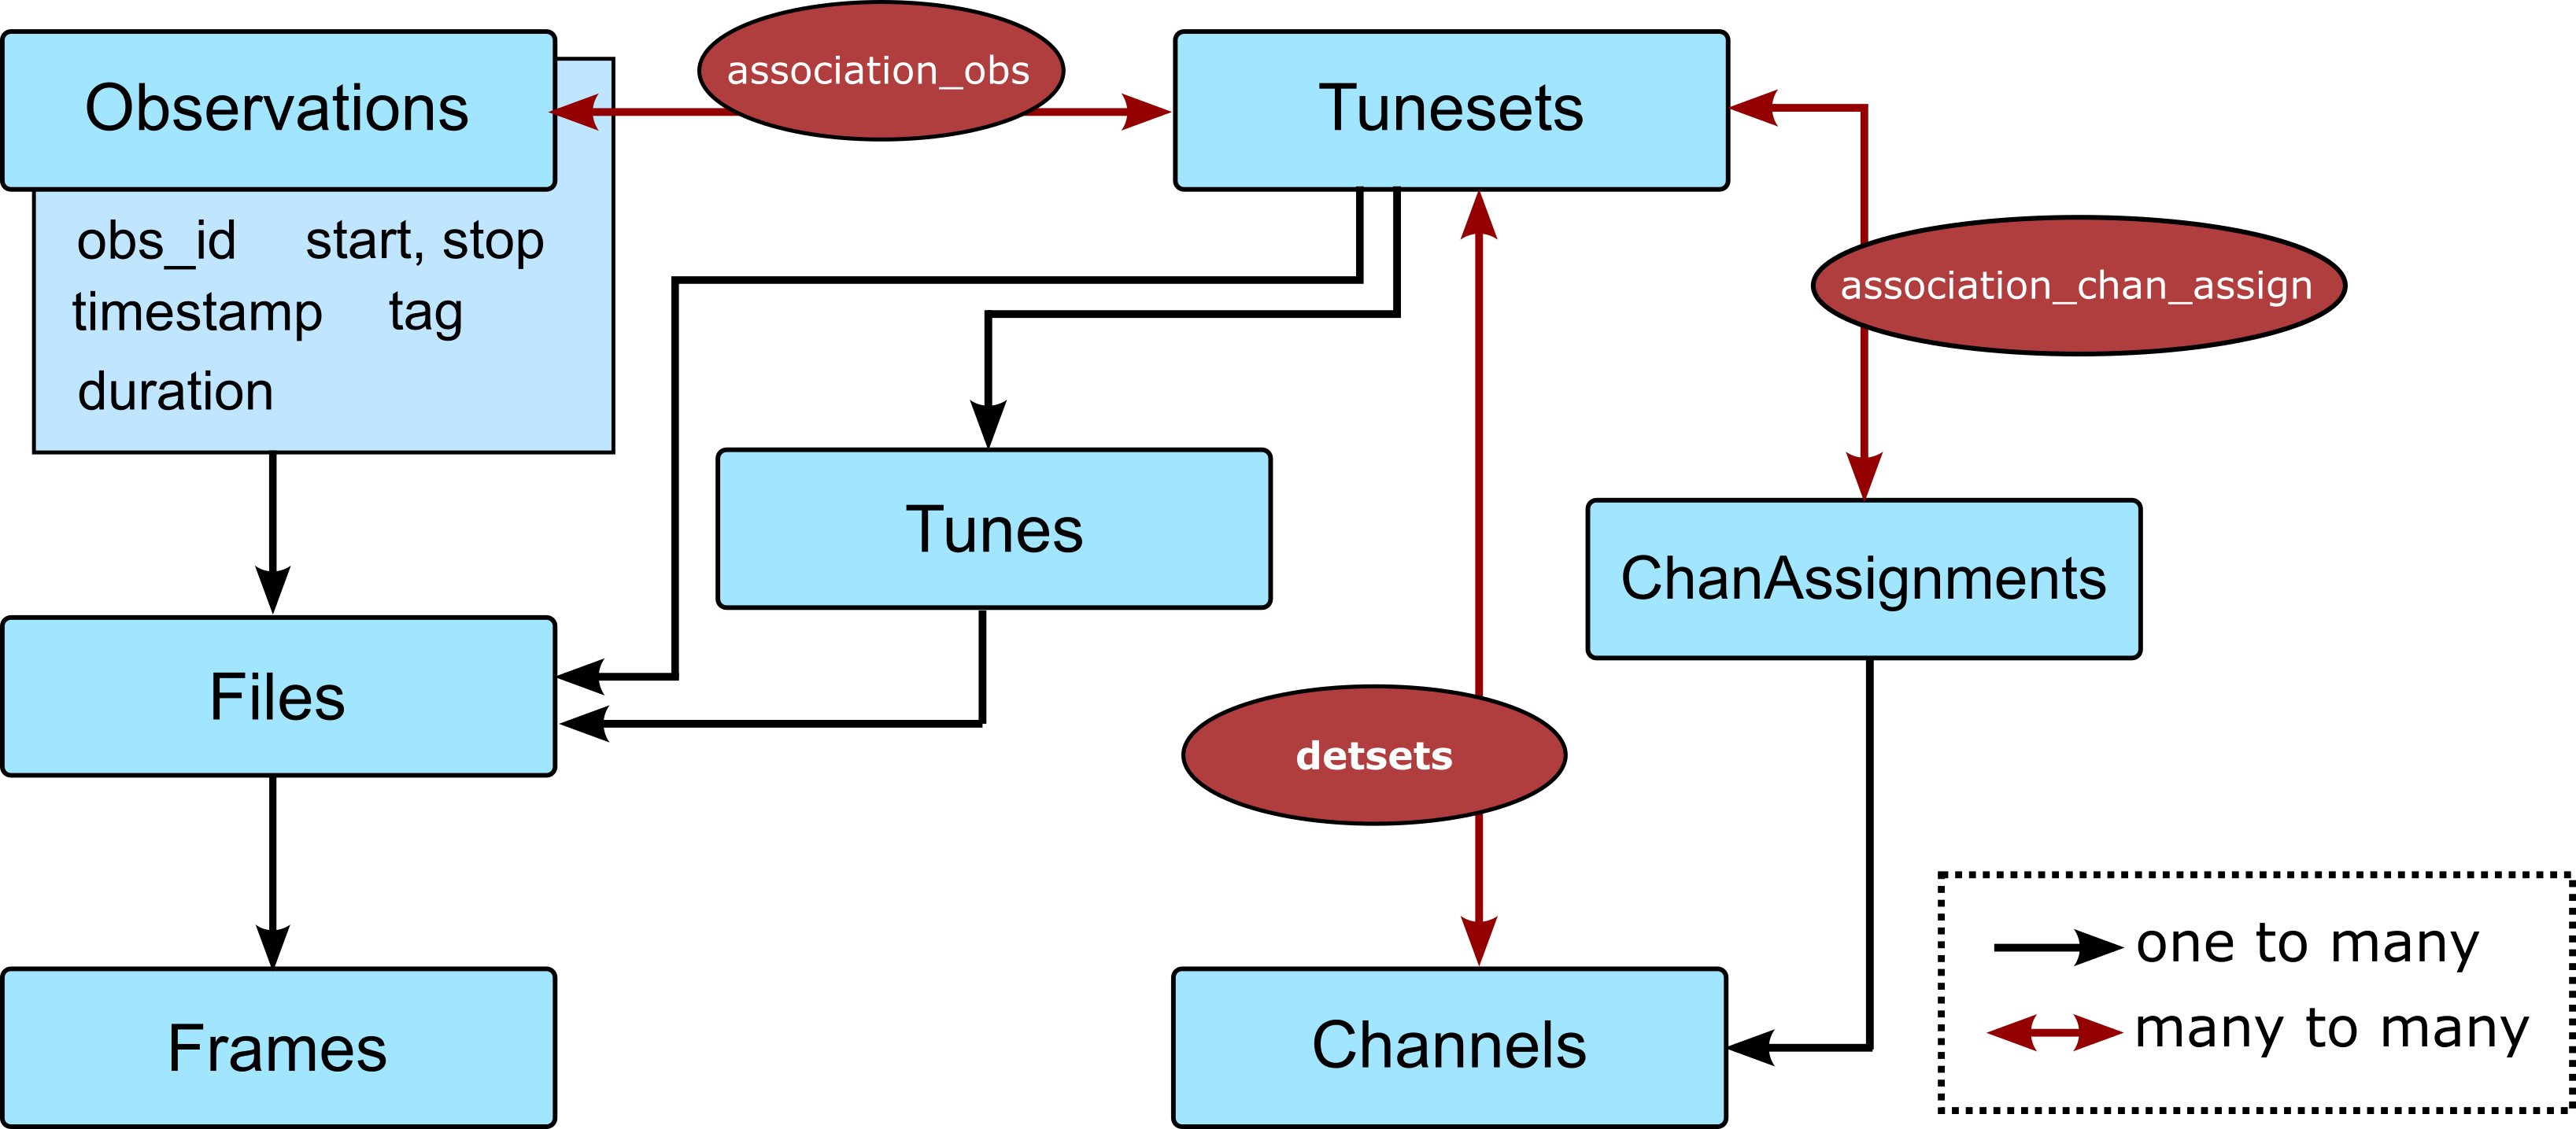 association_obs
Observations
Tunesets
obs_id start, stop
timestamp tag
duration
association_chan_assign
Tunes
ChanAssignments
Files
detsets
Frames
Channels
one to many
many to many